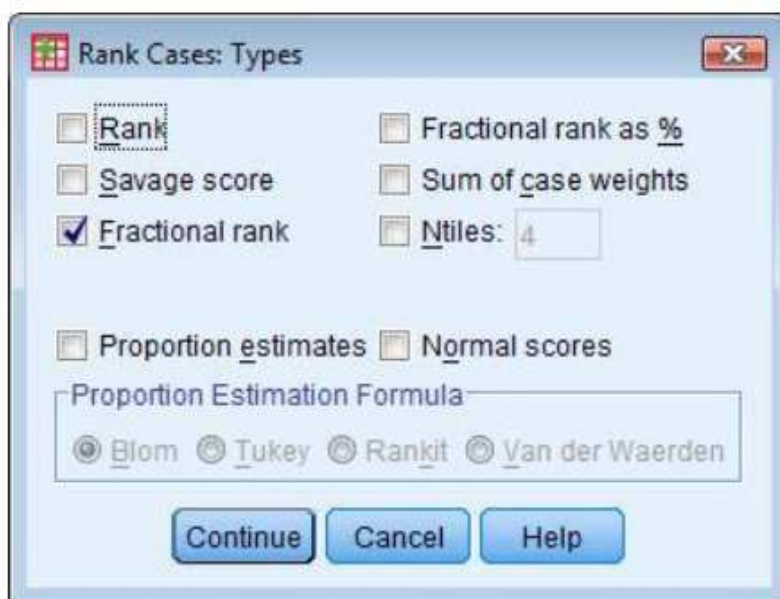 Rank Cases: Types
Rank
Fractional rank as %
Savage score
Sum of case weights
Fractional rank
Ntiles: 4
Proportion estimates
Normal scores
Proportion Estimation Formula
Blom Tukey Rankit Van der Waerden
Continue Cancel Help